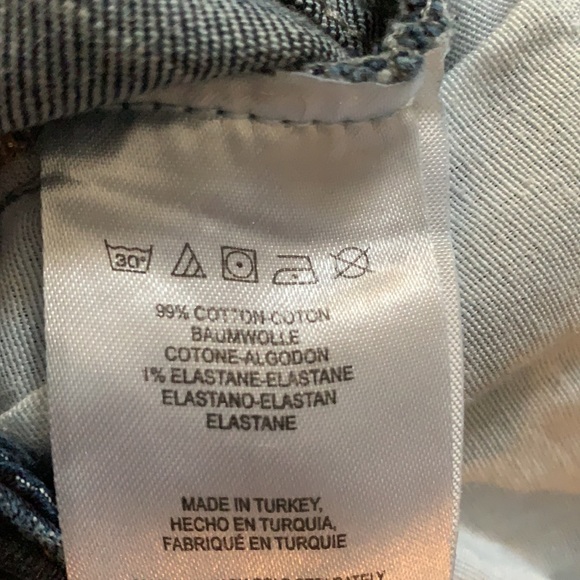 30°
99% COTTON-COTON
BAUMWOLLE
COTONE-ALGODON
1% ELASTANE-ELASTANE
ELASTANO-ELASTAN
ELASTANE
MADE IN TURKEY,
HECHO EN TURQUIA,
FABRIQUÉ EN TURQUIE
SEPARATELY